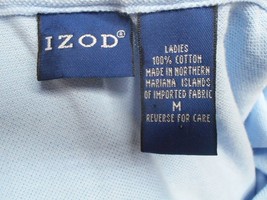 IZOD®
LADIES
100% COTTON
MADE IN NORTHERN
MARIANA ISLANDS
OF IMPORTED FABRIC
M
REVERSE FOR CARE